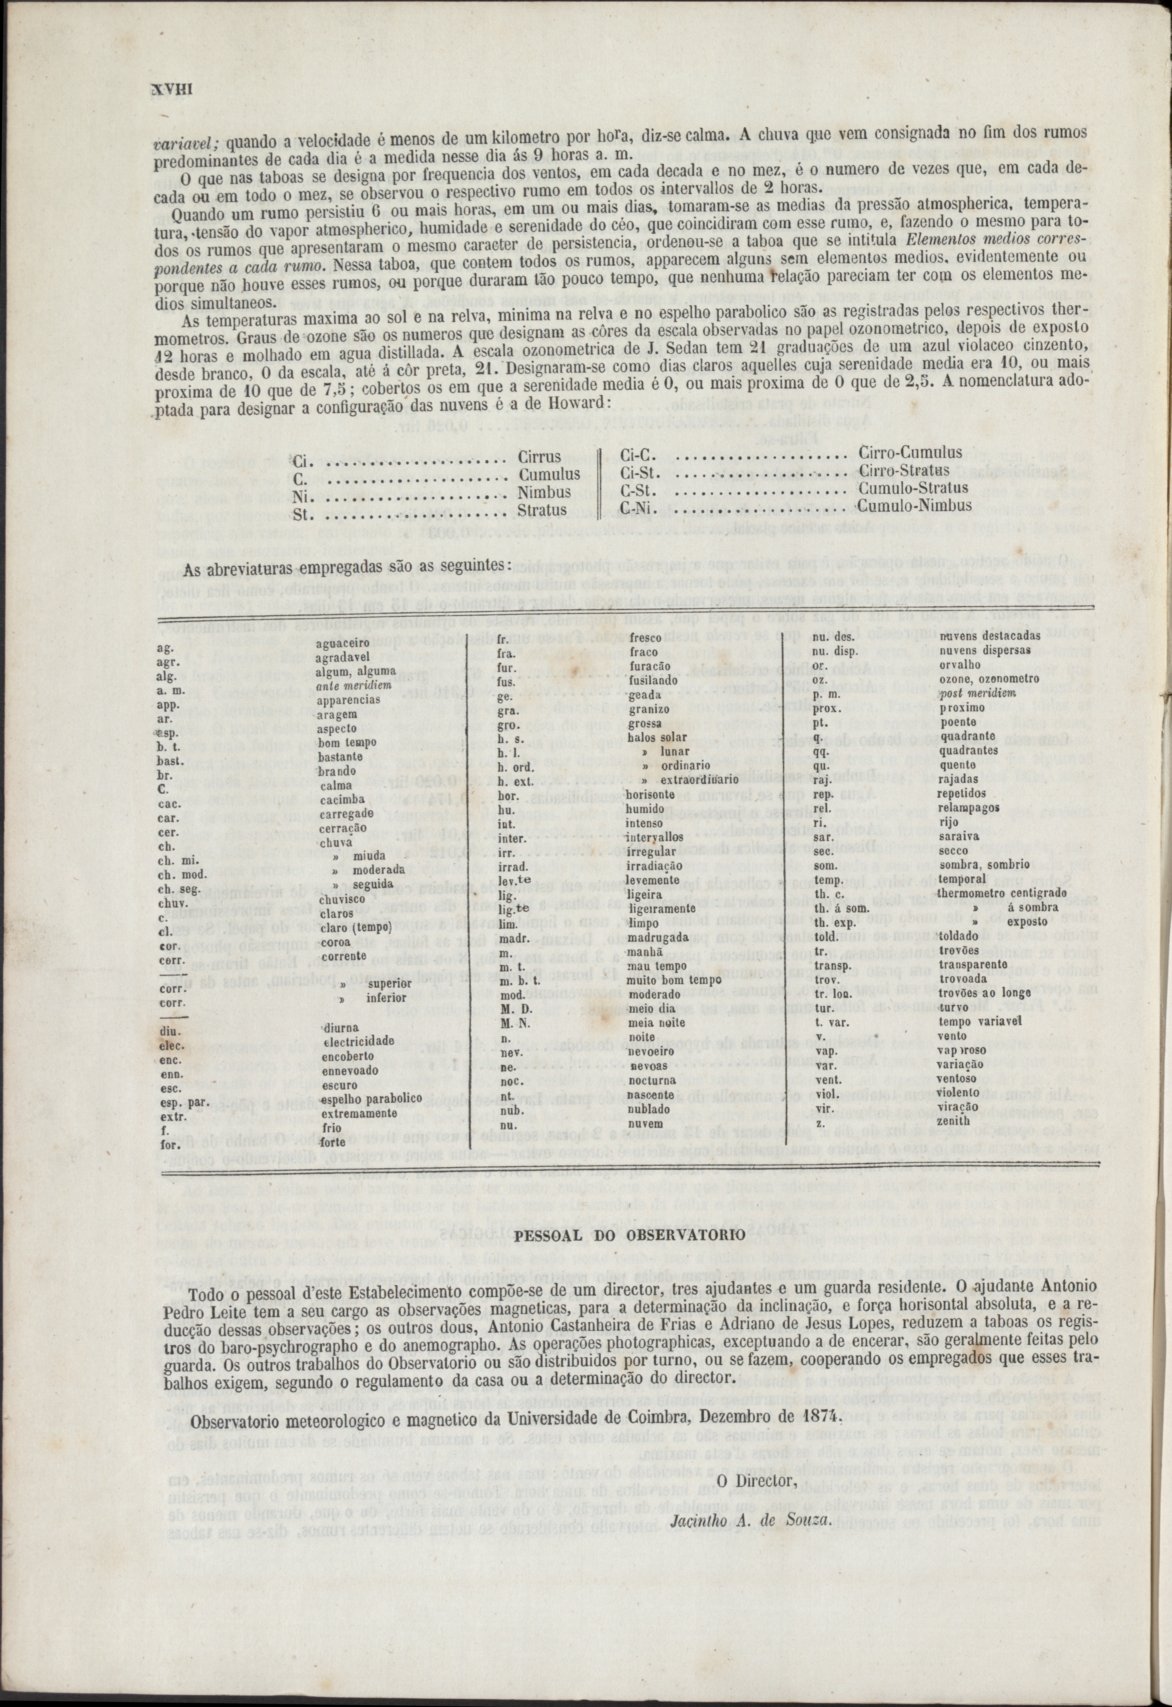 XVIII
variavel; quando a velocidade é menos de um kilometro por hora, diz-se calma. A chuva que vem consignada no fim dos rumos
predominantes de cada dia é a medida nesse dia ás 9 horas a. m.
O que nas taboas se designa por frequencia dos ventos, em cada decada e no mez, é o numero de vezes que, em cada de-
cada ou em todo o mez, se observou o respectivo rumo em todos os intervallos de 2 horas.
Quando um rumo persistiu 6 ou mais horas, em um ou mais dias, tomaram-se as medias da pressão atmospherica, tempera-
tura, tensão do vapor atmospherico, humidade e serenidade do céo, que coincidiram com esse rumo, e, fazendo o mesmo para to-
dos os rumos que apresentaram o mesmo caracter de persistencia, ordenou-se a taboa que se intitula Elementos medios corres-
pondentes a cada rumo. Nessa taboa, que contem todos os rumos, apparecem alguns sem elementos medios, evidentemente ou
porque não houve esses rumos, ou porque duraram tão pouco tempo, que nenhuma relação pareciam ter com os elementos me-
dios simultaneos.
As temperaturas maxima ao sol e na relva, minima na relva e no espelho parabolico são as registradas pelos respectivos ther-
mometros. Graus de ozone são os numeros que designam as côres da escala observadas no papel ozonometrico, depois de exposto
12 horas e molhado em agua distillada. A escala ozonometrica de J. Sedan tem 21 graduações de um azul violaceo cinzento,
desde branco, 0 da escala, até á côr preta, 21. Designaram-se como dias claros aquelles cuja serenidade media era 10, ou mais
proxima de 10 que de 7,5; cobertos os em que a serenidade media é 0, ou mais proxima de 0 que de 2,5. A nomenclatura ado-
ptada para designar a configuração das nuvens é a de Howard:
Ci. ..................... Cirrus
C. ..................... Cumulus
Ni. ..................... Nimbus
St. ..................... Stratus
Ci-C. .................... Cirro-Cumulus
Ci-St. .................... Cirro-Stratus
C-St. .................... Cumulo-Stratus
C-Ni. .................... Cumulo-Nimbus
As abreviaturas empregadas são as seguintes:
ag. aguaceiro
agr. agradavel
alg. algum, alguma
a. m. ante meridiem
app. apparencias
ar. aragem
asp. aspecto
b. t. bom tempo
bast. bastante
br. brando
C. calma
cac. cacimba
car. carregado
cer. cerração
ch. chuva
ch. mi. » miuda
ch. mod. » moderada
ch. seg. » seguida
chuv. chuvisco
c. claros
cl. claro (tempo)
cor. coroa
corr. corrente
corr. » superior
corr. » inferior
diu. diurna
elec. electricidade
enc. encoberto
enn. ennevoado
esc. escuro
esp. par. espelho parabolico
extr. extremamente
f. frio
for. forte
fr. fresco
fra. fraco
fur. furacão
fus. fusilando
ge. geada
gra. granizo
gro. grossa
h. s. halos solar
h. l. » lunar
h. ord. » ordinario
h. ext. » extraordinario
hor. horisonte
hu. humido
int. intenso
inter. intervallos
irr. irregular
irrad. irradiação
lev.te levemente
lig. ligeira
lig.te ligeiramente
lim. limpo
madr. madrugada
m. manhã
m. t. mau tempo
m. b. t. muito bom tempo
mod. moderado
M. D. meio dia
M. N. meia noite
n. noite
nev. nevoeiro
ne. nevoas
noc. nocturna
nt. nascente
nub. nublado
nu. nuvem
nu. des. nuvens destacadas
nu. disp. nuvens dispersas
or. orvalho
oz. ozone, ozonometro
p. m. post meridiem
prox. proximo
pt. poente
q. quadrante
qq. quadrantes
qu. quente
raj. rajadas
rep. repetidos
rel. relampagos
ri. rijo
sar. saraiva
sec. secco
som. sombra, sombrio
temp. temporal
th. c. thermometro centigrado
th. á som. » á sombra
th. exp. » exposto
told. toldado
tr. trovões
transp. transparente
trov. trovoada
tr. lon. trovões ao longe
tur. turvo
t. var. tempo variavel
v. vento
vap. vaporoso
var. variação
vent. ventoso
viol. violento
vir. viração
z. zenith
PESSOAL DO OBSERVATORIO
Todo o pessoal d'este Estabelecimento compõe-se de um director, tres ajudantes e um guarda residente. O ajudante Antonio
Pedro Leite tem a seu cargo as observações magneticas, para a determinação da inclinação, e força horisontal absoluta, e a re-
ducção dessas observações; os outros dous, Antonio Castanheira de Frias e Adriano de Jesus Lopes, reduzem a taboas os regis-
tros do baro-psychrographo e do anemographo. As operações photographicas, exceptuando a de encerar, são geralmente feitas pelo
guarda. Os outros trabalhos do Observatorio ou são distribuidos por turno, ou se fazem, cooperando os empregados que esses tra-
balhos exigem, segundo o regulamento da casa ou a determinação do director.
Observatorio meteorologico e magnetico da Universidade de Coimbra, Dezembro de 1874.
O Director,
Jacintho A. de Souza.